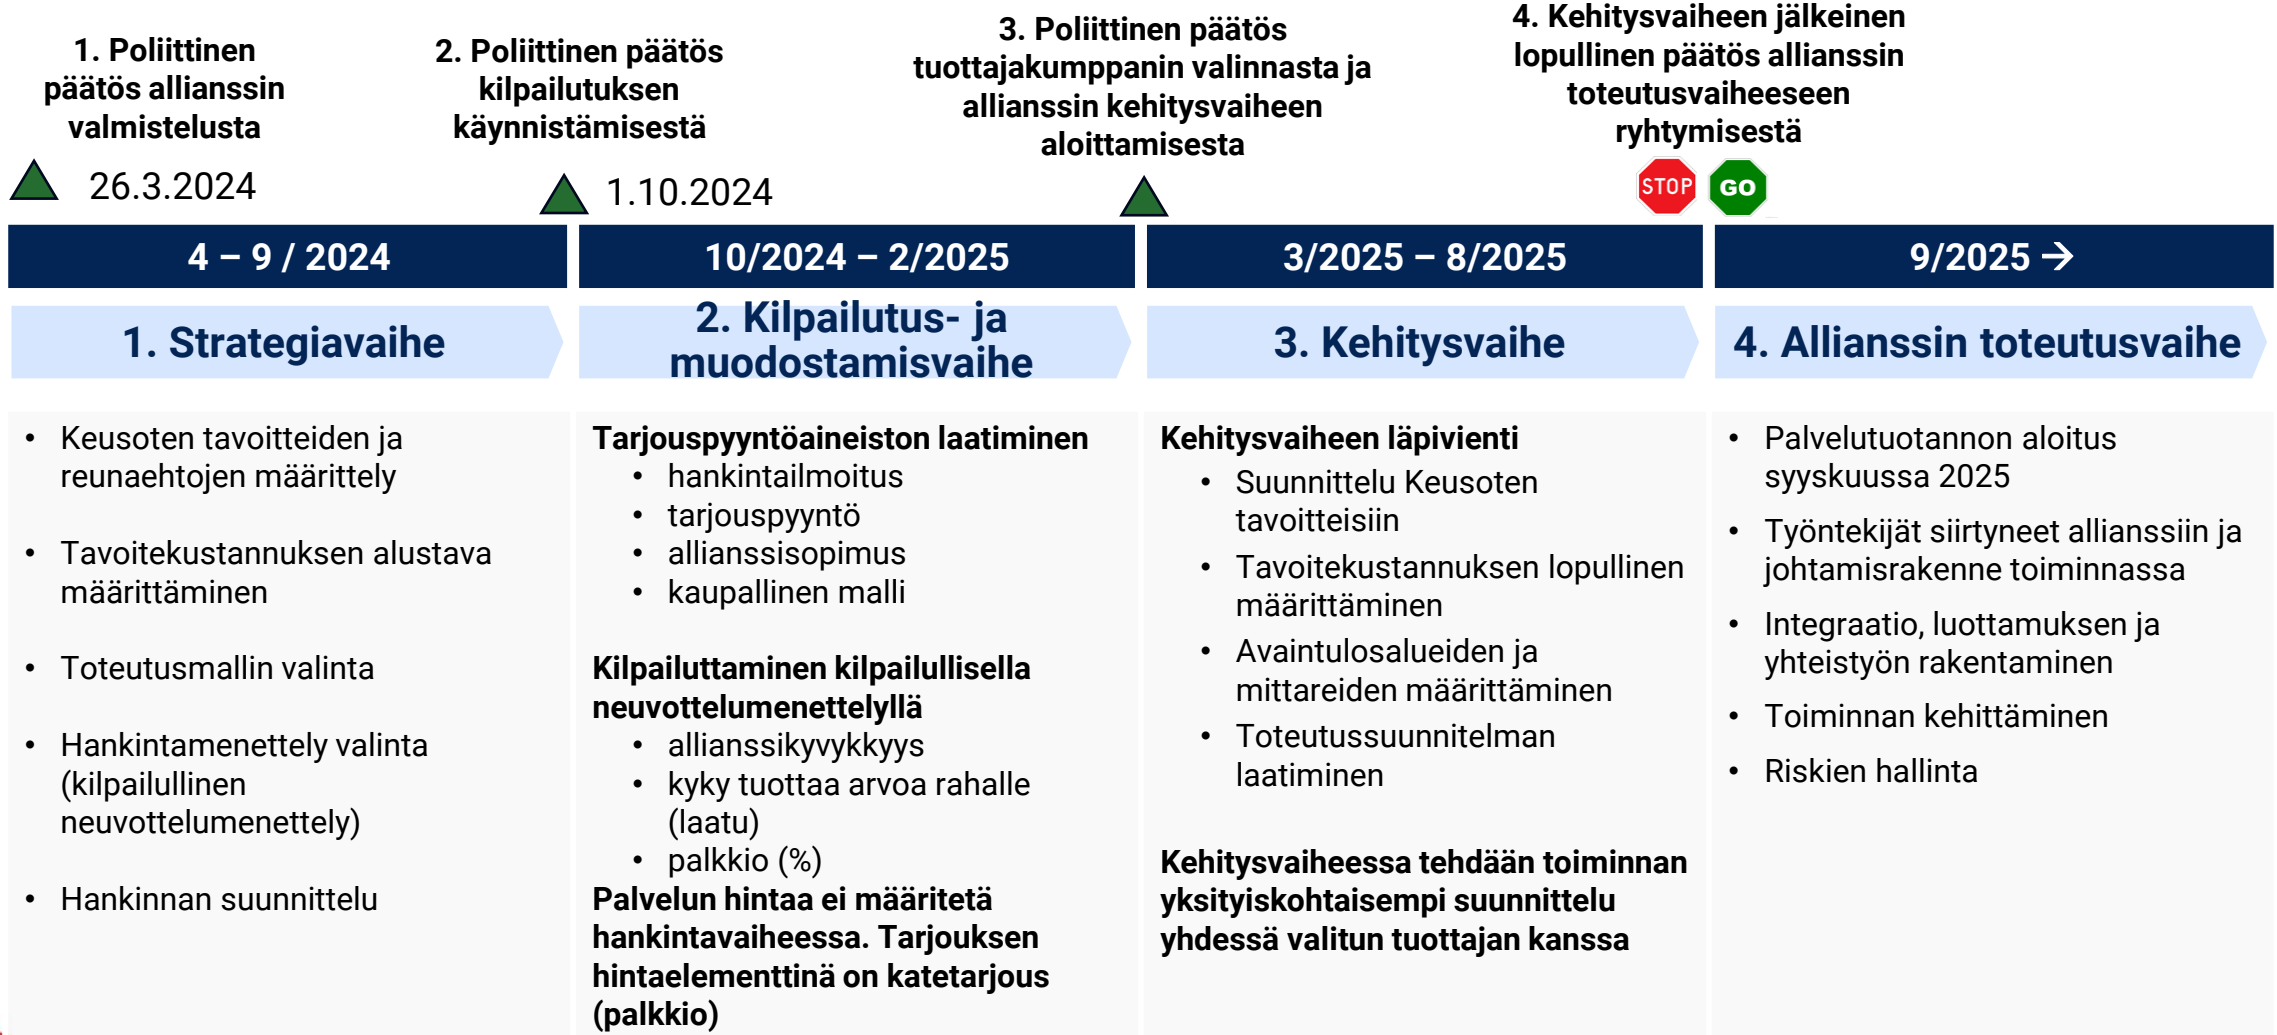 1. Poliittinen
päätös allianssin
valmistelusta
26.3.2024
2. Poliittinen päätös
kilpailutuksen
käynnistämisestä
1.10.2024
3. Poliittinen päätös
tuottajakumppanin valinnasta ja
allianssin kehitysvaiheen
aloittamisesta
4. Kehitysvaiheen jälkeinen
lopullinen päätös allianssin
toteutusvaiheeseen
ryhtymisestä
STOP
GO
4 – 9 / 2024
10/2024 – 2/2025
3/2025 – 8/2025
9/2025 →
1. Strategiavaihe
2. Kilpailutus- ja
muodostamisvaihe
3. Kehitysvaihe
4. Allianssin toteutusvaihe
• Keusoten tavoitteiden ja
reunaehtojen määrittely
• Tavoitekustannuksen alustava
määrittäminen
• Toteutusmallin valinta
• Hankintamenettely valinta
(kilpailullinen
neuvottelumenettely)
• Hankinnan suunnittelu
Tarjouspyyntöaineiston laatiminen
• hankintailmoitus
• tarjouspyyntö
• allianssisopimus
• kaupallinen malli
Kilpailuttaminen kilpailullisella
neuvottelumenettelyllä
• allianssikyvykkyys
• kyky tuottaa arvoa rahalle
(laatu)
• palkkio (%)
Palvelun hintaa ei määritetä
hankintavaiheessa. Tarjouksen
hintaelementtinä on katetarjous
(palkkio)
Kehitysvaiheen läpivienti
• Suunnittelu Keusoten
tavoitteisiin
• Tavoitekustannuksen lopullinen
määrittäminen
• Avaintulosalueiden ja
mittareiden määrittäminen
• Toteutussuunnitelman
laatiminen
Kehitysvaiheessa tehdään toiminnan
yksityiskohtaisempi suunnittelu
yhdessä valitun tuottajan kanssa
• Palvelutuotannon aloitus
syyskuussa 2025
• Työntekijät siirtyneet allianssiin ja
johtamisrakenne toiminnassa
• Integraatio, luottamuksen ja
yhteistyön rakentaminen
• Toiminnan kehittäminen
• Riskien hallinta